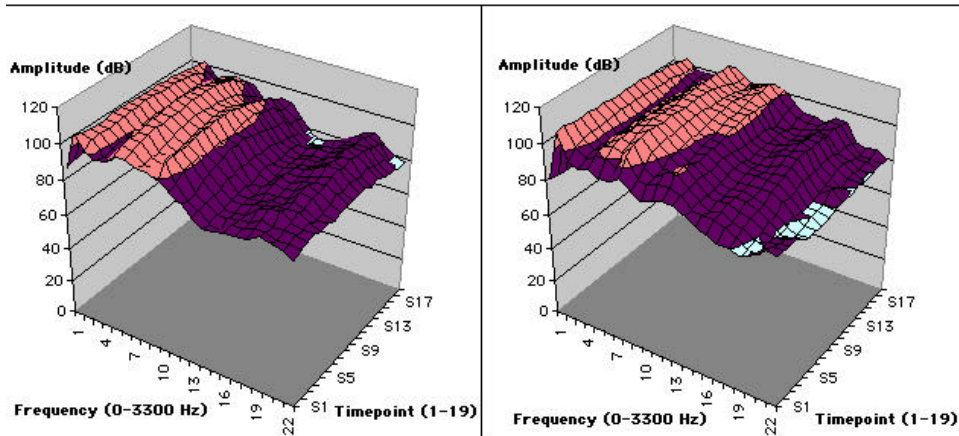 Amplitude (dB)
120
100
80
60
40
20
0
1
4
7
10
13
16
19
22
S1
S5
S9
S13
S17
Frequency (0-3300 Hz)
Timepoint (1-19)
Amplitude (dB)
120
100
80
60
40
20
0
1
4
7
10
13
16
19
22
S1
S5
S9
S13
S17
Frequency (0-3300 Hz)
Timepoint (1-19)